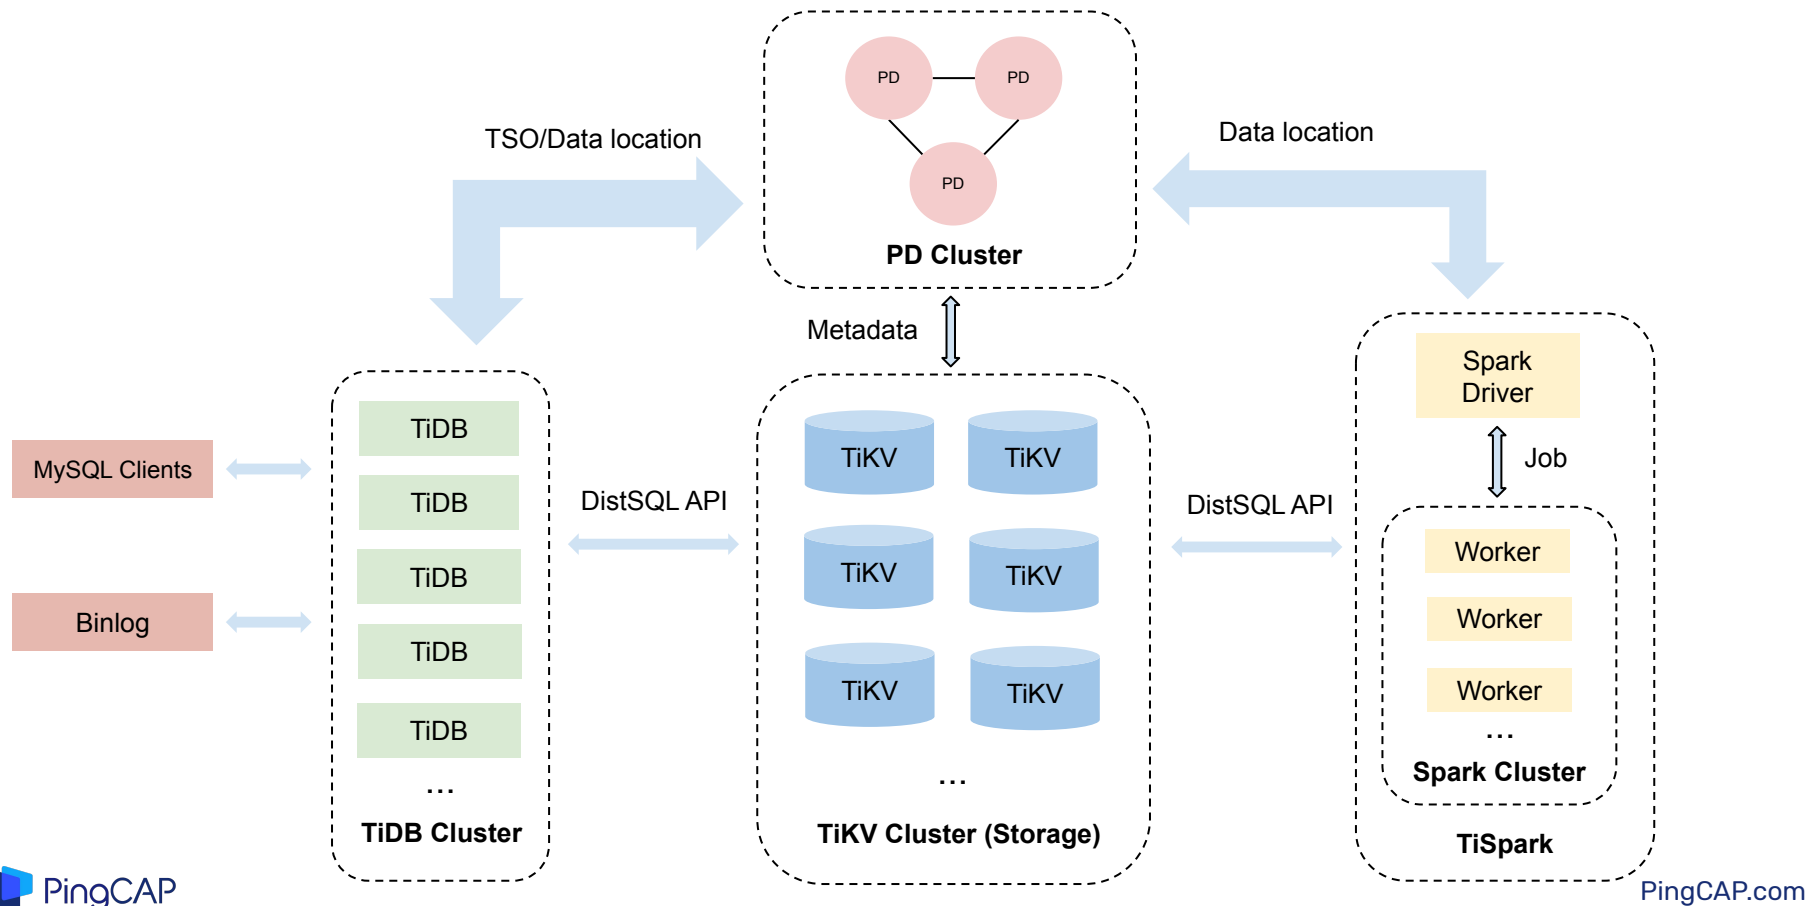 PD
PD
PD
PD Cluster
TSO/Data location
Data location
Metadata
MySQL Clients
Binlog
TiDB
TiDB
TiDB
TiDB
TiDB
...
TiDB Cluster
DistSQL API
TiKV
TiKV
TiKV
TiKV
TiKV
TiKV
...
TiKV Cluster (Storage)
DistSQL API
Spark
Driver
Job
Worker
Worker
Worker
...
Spark Cluster
TiSpark
PingCAP
PingCAP.com